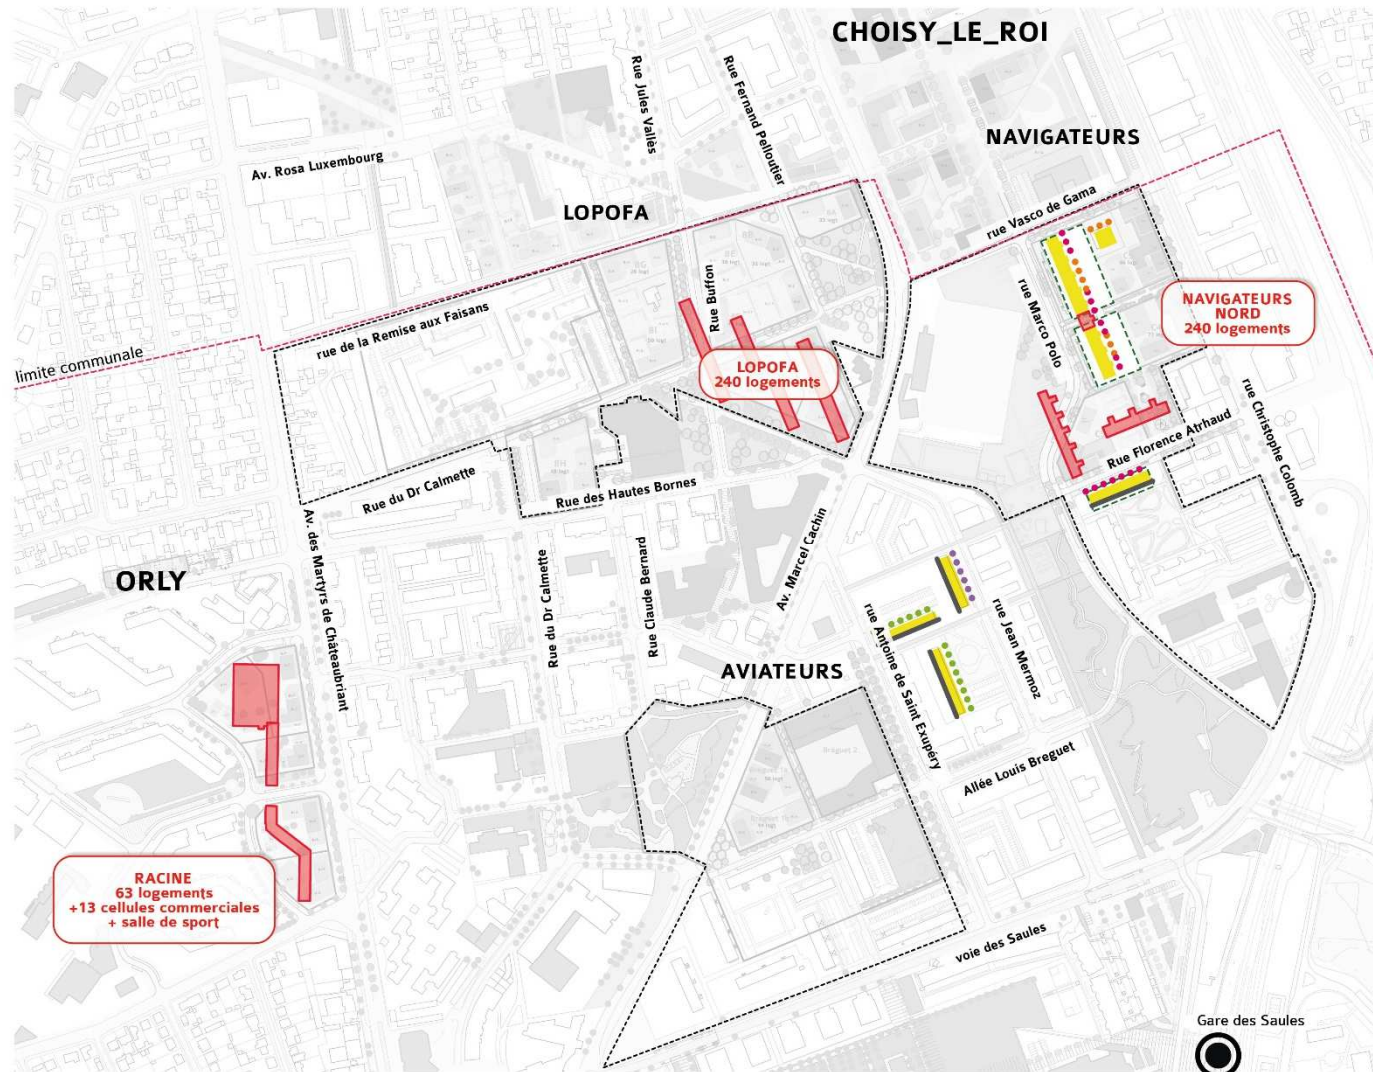 CHOISY_LE_ROI
NAVIGATEURS
Rue Jules Vallès
Rue Fernand Pelloutier
Av. Rosa Luxembourg
LOPOFA
rue Vasco de Gama
rue de la Remise aux Faisans
Rue Buffon
rue Marco Polo
NAVIGATEURS
NORD
240 logements
limite communale
LOPOFA
240 logements
rue Christophe Colomb
Rue Florence Atrhaud
Rue du Dr Calmette
Rue des Hautes Bornes
Av. Marcel Cachin
Av. des Martyrs de Châteaubriant
ORLY
Rue du Dr Calmette
Rue Claude Bernard
rue Antoine de Saint Exupéry
rue Jean Mermoz
AVIATEURS
Allée Louis Breguet
Bréguet 2
RACINE
63 logements
+13 cellules commerciales
+ salle de sport
voie des Saules
Gare des Saules